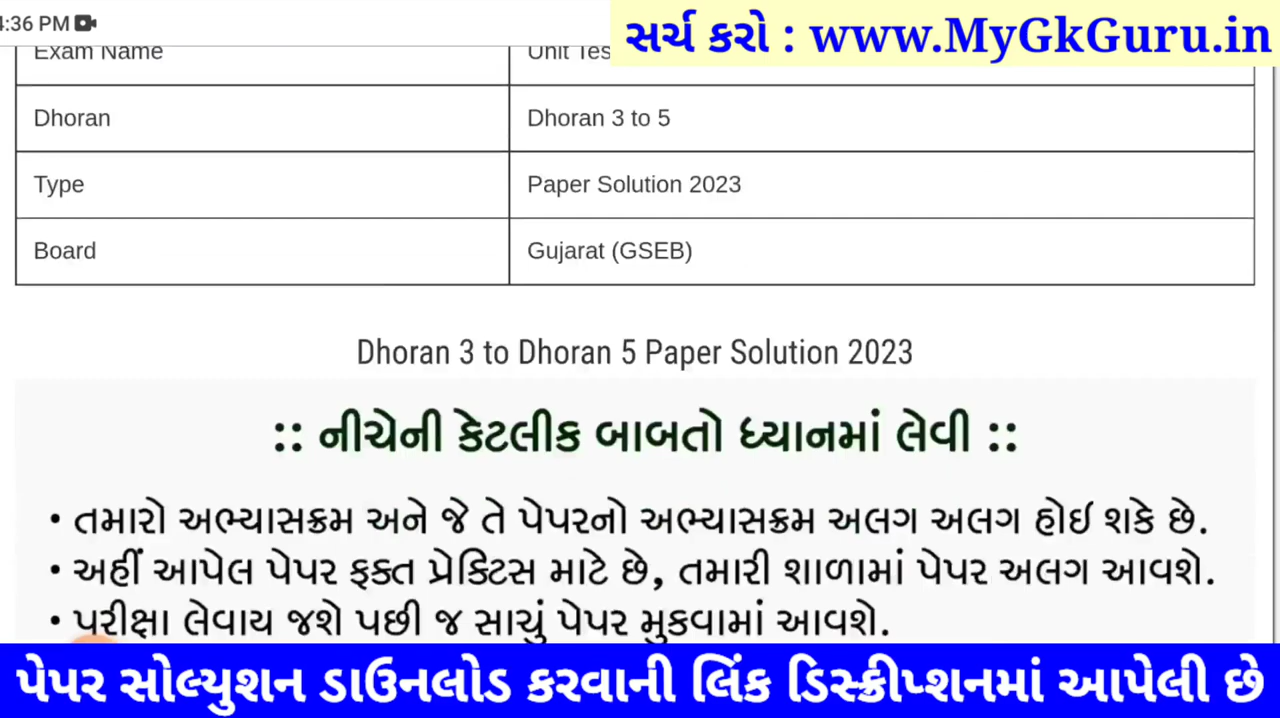 4:36 PM
સર્ચ કરો : www.MyGkGuru.in
Exam Name Unit
Dhoran Dhoran 3 to 5
Type Paper Solution 2023
Board Gujarat (GSEB)
Dhoran 3 to Dhoran 5 Paper Solution 2023
:: નીચેની કેટલીક બાબતો ધ્યાનમાં લેવી ::
• તમારો અભ્યાસક્રમ અને જે તે પેપરનો અભ્યાસક્રમ અલગ અલગ હોઈ શકે છે.
• અહીં આપેલ પેપર ફક્ત પ્રેક્ટિસ માટે છે, તમારી શાળામાં પેપર અલગ આવશે.
• પરીક્ષા લેવાય જશે પછી જ સાચું પેપર મુકવામાં આવશે.
પેપર સોલ્યુશન ડાઉનલોડ કરવાની લિંક ડિસ્ક્રીપ્શનમાં આપેલી છે